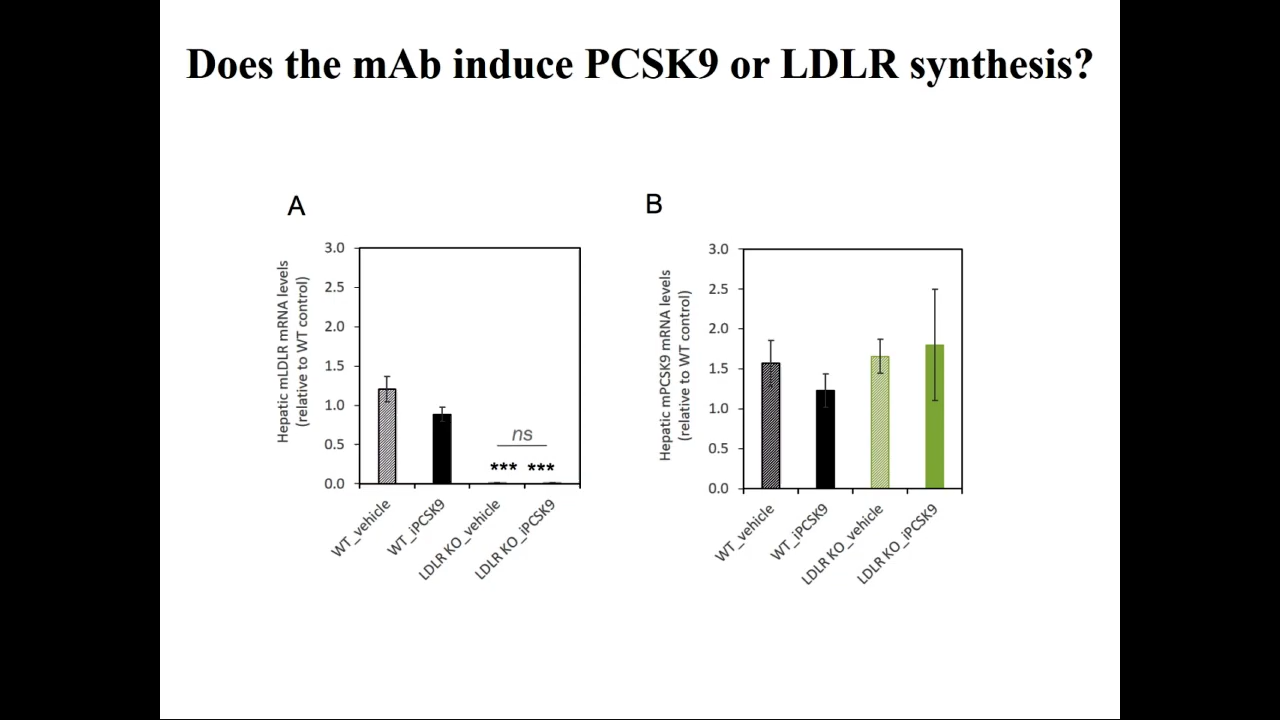 Does the mAb induce PCSK9 or LDLR synthesis?
A
Hepatic mLDLR mRNA levels
(relative to WT control)
3.0
2.5
2.0
1.5
1.0
0.5
0.0
ns
*** ***
WT_vehicle
WT_iPCSK9
LDLR KO_vehicle
LDLR KO_iPCSK9
B
Hepatic mPCSK9 mRNA levels
(relative to WT control)
3.0
2.5
2.0
1.5
1.0
0.5
0.0
WT_vehicle
WT_iPCSK9
LDLR KO_vehicle
LDLR KO_iPCSK9